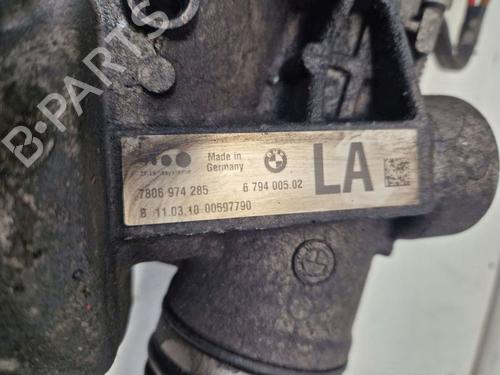 B-PARTS
Made in
Germany
LA
7806 974 285 6 794 005.02
B 11.03.10 00597790